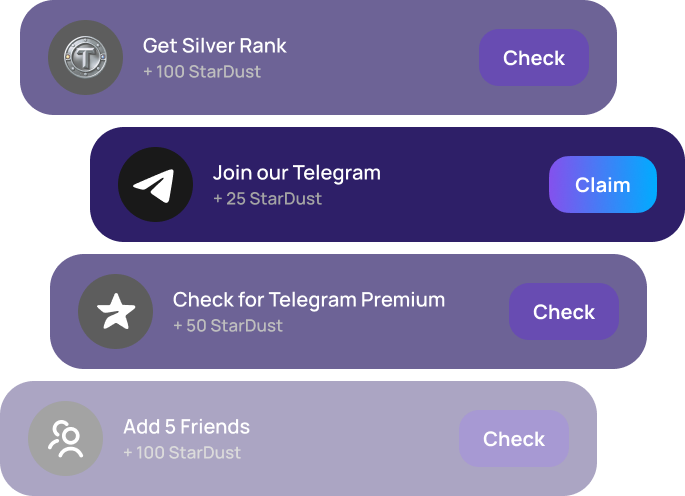 Get Silver Rank
+ 100 StarDust
Check
Join our Telegram
+ 25 StarDust
Claim
Check for Telegram Premium
+ 50 StarDust
Check
Add 5 Friends
+ 100 StarDust
Check